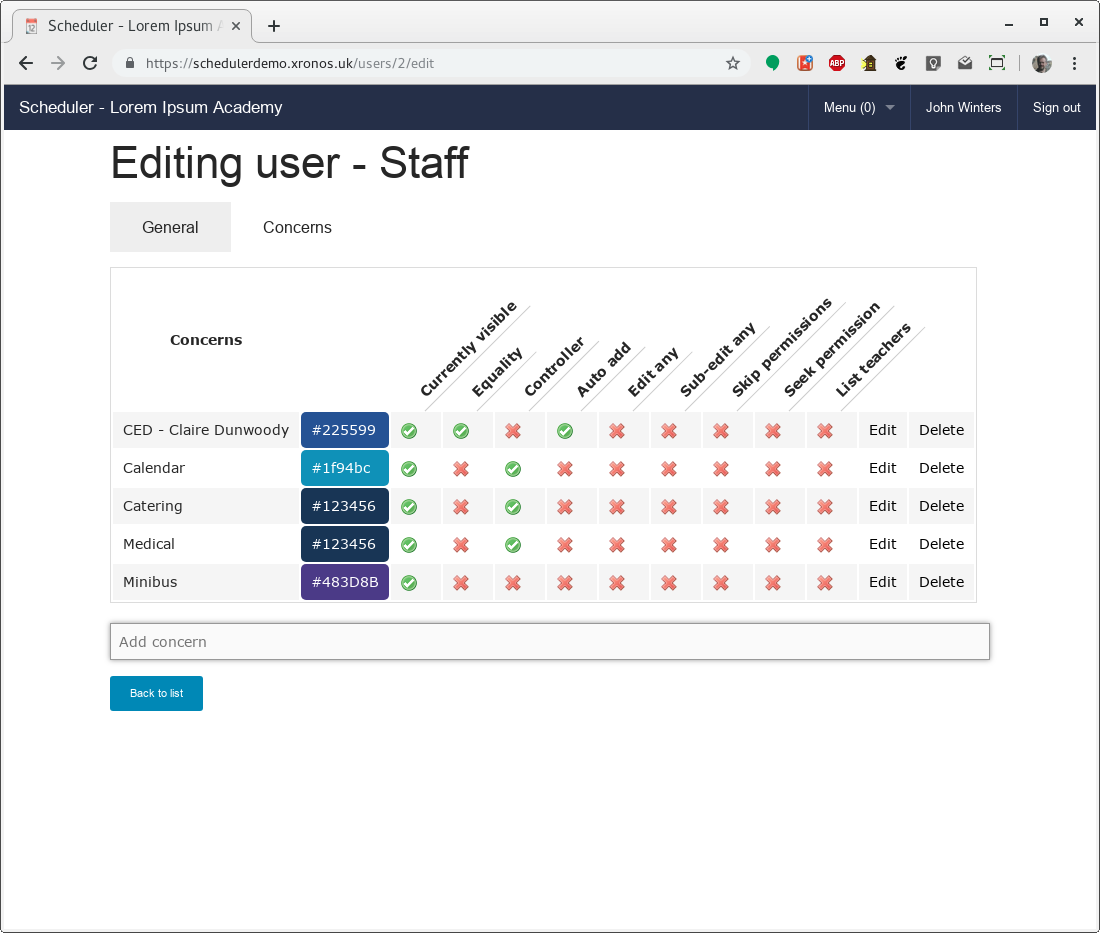 Scheduler - Lorem Ipsum
https://schedulerdemo.xronos.uk/users/2/edit
ABP
Scheduler - Lorem Ipsum Academy
Menu (0)
John Winters
Sign out
Editing user - Staff
General
Concerns
Concerns
Currently visible
Equality
Controller
Auto add
Edit any
Sub-edit any
Skip permissions
Seek permission
List teachers
CED - Claire Dunwoody #225599 Edit Delete
Calendar #1f94bc Edit Delete
Catering #123456 Edit Delete
Medical #123456 Edit Delete
Minibus #483D8B Edit Delete
Add concern
Back to list